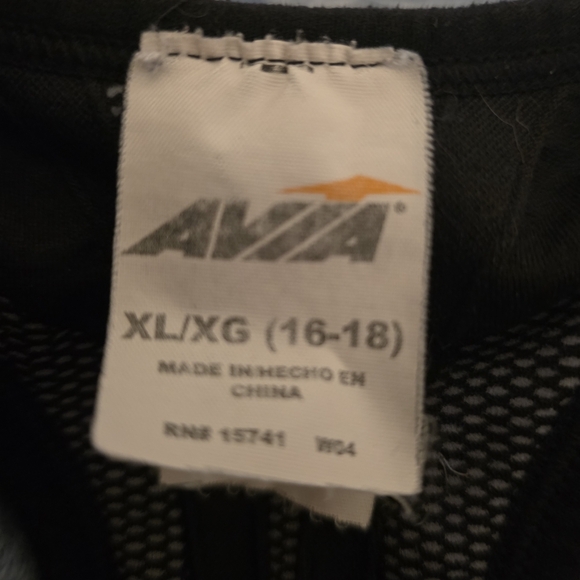 AVIA®
XL/XG (16-18)
MADE IN/HECHO EN
CHINA
RN# 15741 W04